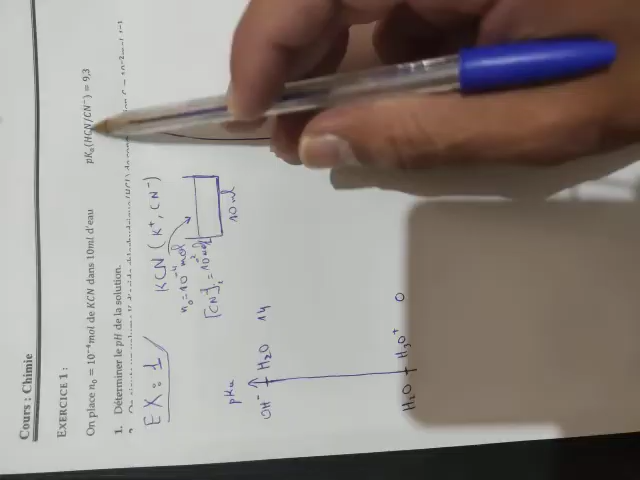 Cours : Chimie
EXERCICE 1 :
On place n₀ = 10⁻⁴mol de KCN dans 10ml d'eau pKₐ(HCN/CN⁻) = 9,3
1. Déterminer le pH de la solution.
EX: 1
KCN (K⁺, CN⁻)
n₀ = 10⁻⁴ mol
[CN⁻]ᵢ = 10⁻²
10 ml
pKa
OH⁻ H₂O 14
H₂O H₃O⁺ 0